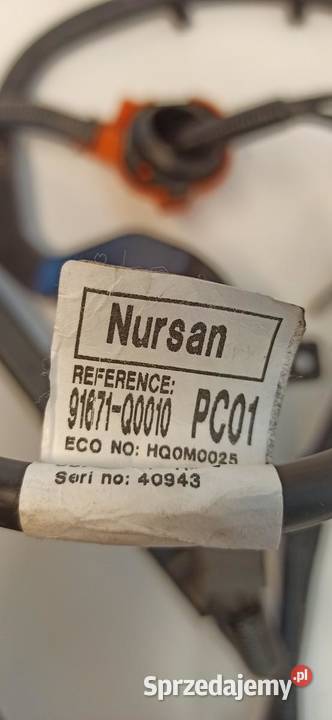 Nursan
REFERENCE:
91671-Q0010 PC01
ECO NO: HQ0M0025
Seri no: 40943
Sprzedajemy.pl